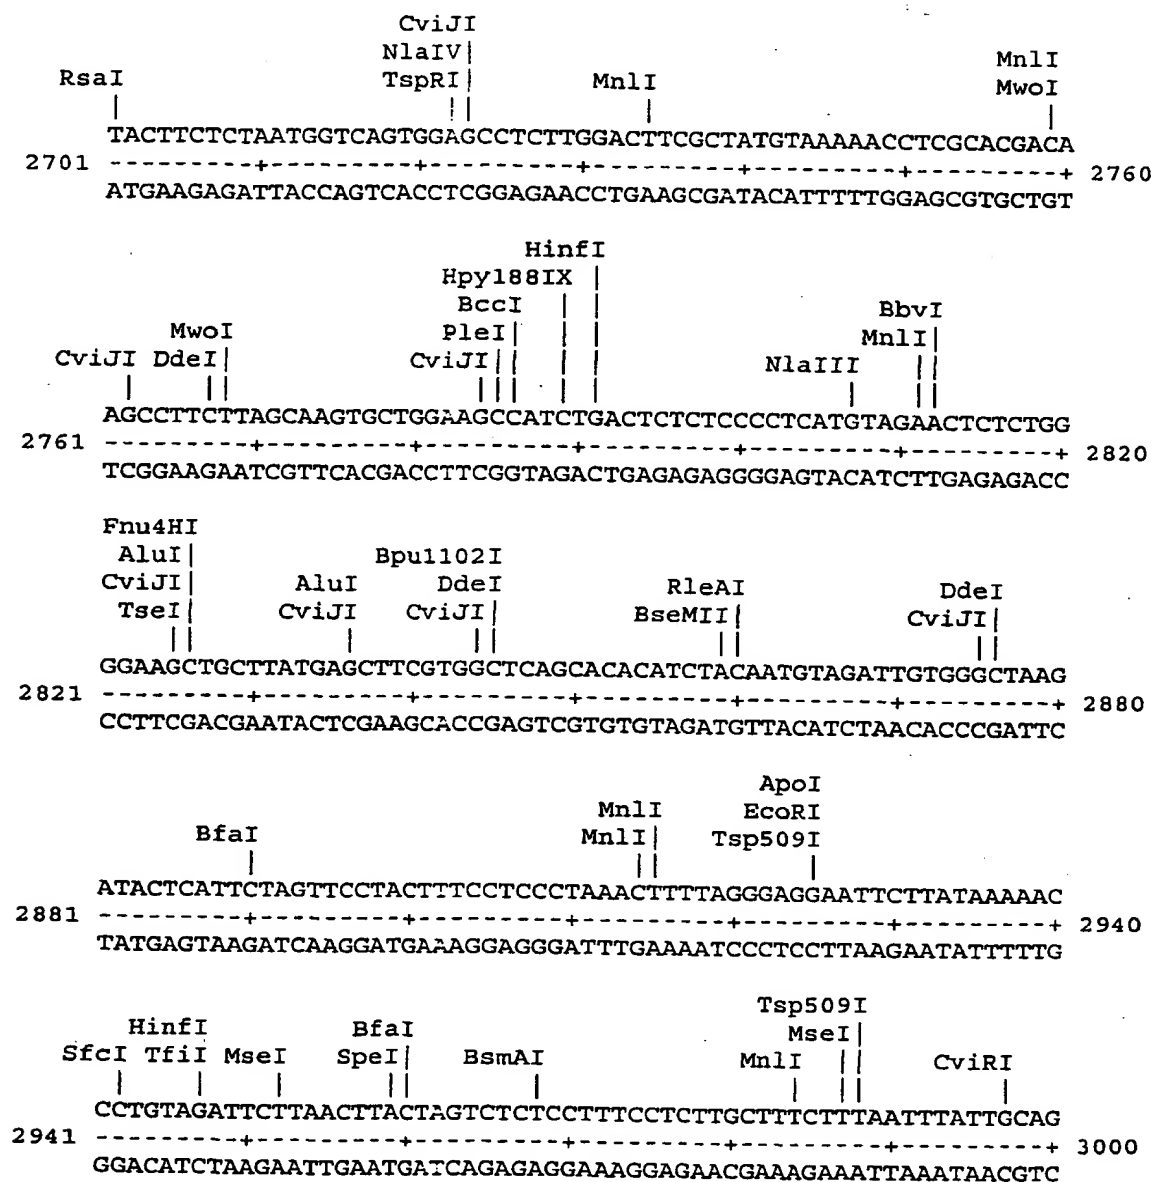 CviJI
NlaIV|
RsaI TspRI| MnlI MnlI
MwoI
TACTTCTCTAATGGTCAGTGGAGCCTCTTGGACTTCGCTATGTAAAAACCTCGCACGACA
2701 ---------+---------+---------+---------+---------+---------+ 2760
ATGAAGAGATTACCAGTCACCTCGGAGAACCTGAAGCGATACATTTTTGGAGCGTGCTGT
HinfI
Hpy188IX |
BccI | |
MwoI PleI| | | BbvI
CviJI DdeI| CviJI|| | | NlaIII MnlI|
AGCCTTCTTAGCAAGTGCTGGAAGCCATCTGACTCTCTCCCCTCATGTAGAACTCTCTGG
2761 ---------+---------+---------+---------+---------+---------+ 2820
TCGGAAGAATCGTTCACGACCTTCGGTAGACTGAGAGAGGGGAGTACATCTTGAGAGACC
Fnu4HI
AluI| Bpu1102I
CviJI| AluI DdeI| RleAI DdeI
TseI| CviJI CviJI| BseMII| CviJI|
GGAAGCTGCTTATGAGCTTCGTGGCTCAGCACACATCTACAATGTAGATTGTGGGCTAAG
2821 ---------+---------+---------+---------+---------+---------+ 2880
CCTTCGACGAATACTCGAAGCACCGAGTCGTGTGTAGATGTTACATCTAACACCCGATTC
ApoI
MnlI EcoRI
BfaI MnlI| Tsp509I
ATACTCATTCTAGTTCCTACTTTCCTCCCTAAACTTTTAGGGAGGAATTCTTATAAAAAC
2881 ---------+---------+---------+---------+---------+---------+ 2940
TATGAGTAAGATCAAGGATGAAAGGAGGGATTTGAAAATCCCTCCTTAAGAATATTTTTG
Tsp509I
HinfI BfaI MseI|
SfcI TfiI MseI SpeI| BsmAI MnlI || CviRI
CCTGTAGATTCTTAACTTACTAGTCTCTCCTTTCCTCTTGCTTTCTTTAATTTATTGCAG
2941 ---------+---------+---------+---------+---------+---------+ 3000
GGACATCTAAGAATTGAATGATCAGAGAGGAAAGGAGAACGAAAGAAATTAAATAACGTC